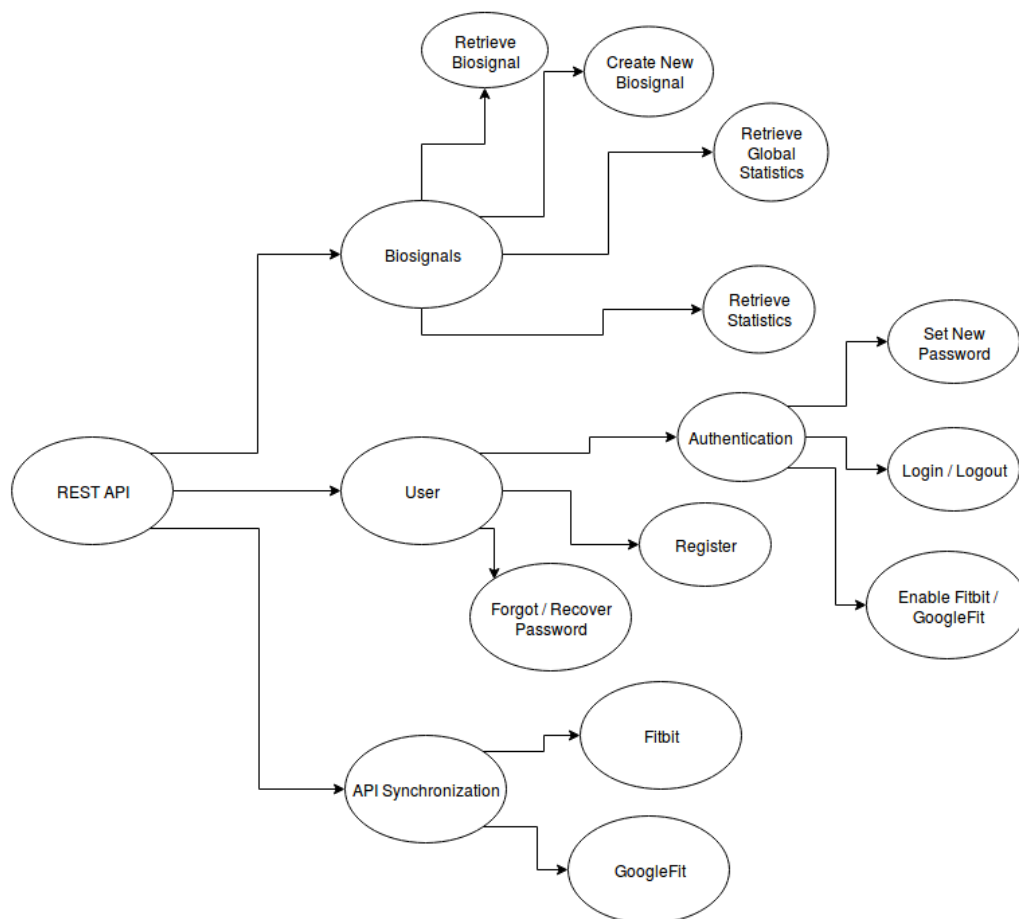 Retrieve
Biosignal
Create New
Biosignal
Retrieve
Global
Statistics
Biosignals
Retrieve
Statistics
Set New
Password
Authentication
Login / Logout
REST API
User
Register
Enable Fitbit /
GoogleFit
Forgot / Recover
Password
Fitbit
API Synchronization
GoogleFit